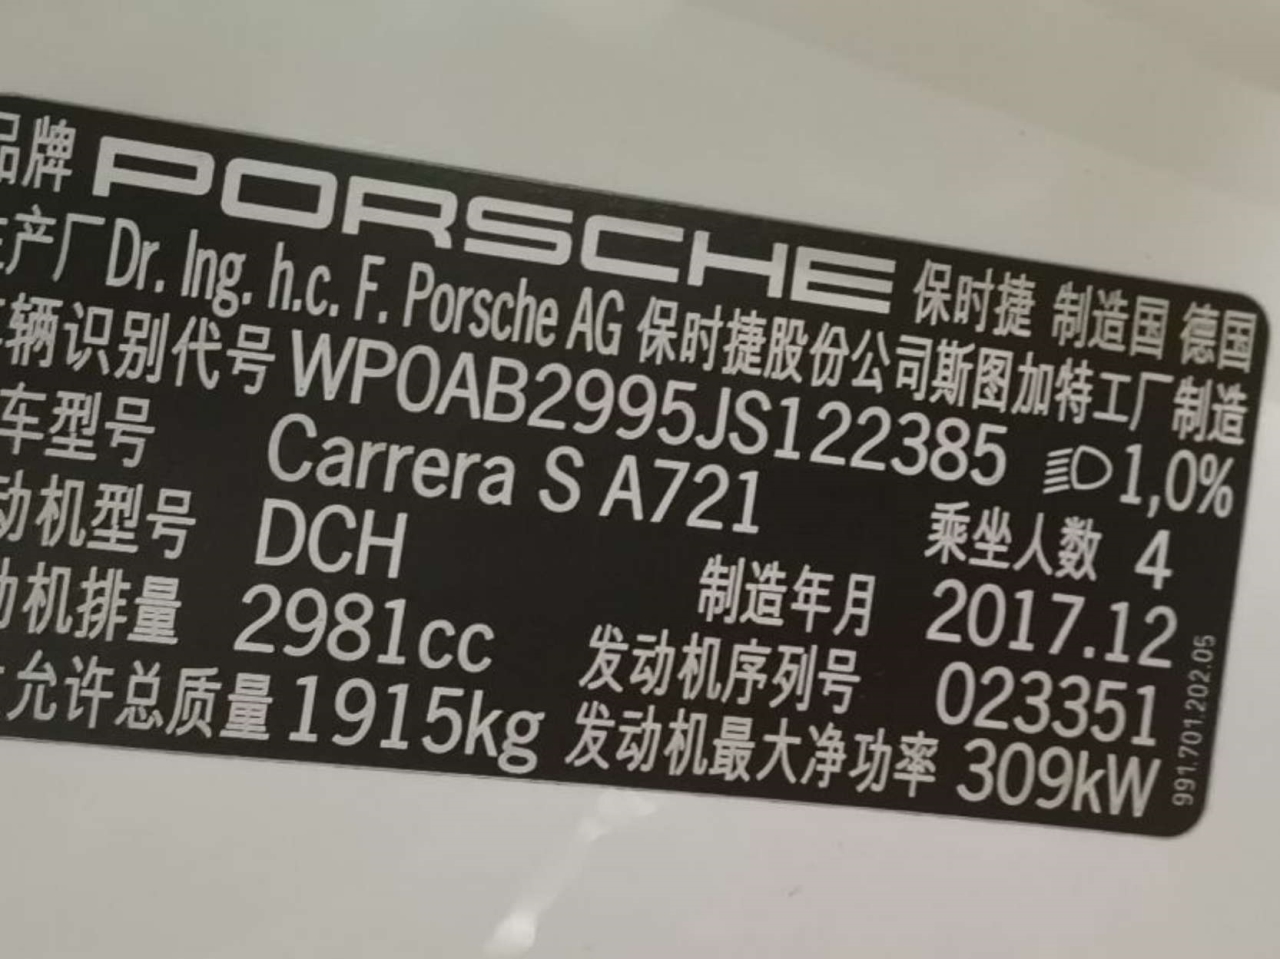 品牌 PORSCHE 保时捷 制造国 德国
生产厂 Dr. Ing. h.c. F. Porsche AG 保时捷股份公司斯图加特工厂制造
车辆识别代号 WP0AB2995JS122385 1,0%
车型号 Carrera S A721 乘坐人数 4
动机型号 DCH 制造年月 2017.12
动机排量 2981cc 发动机序列号 023351
允许总质量 1915kg 发动机最大净功率 309kW
991.701.202.05